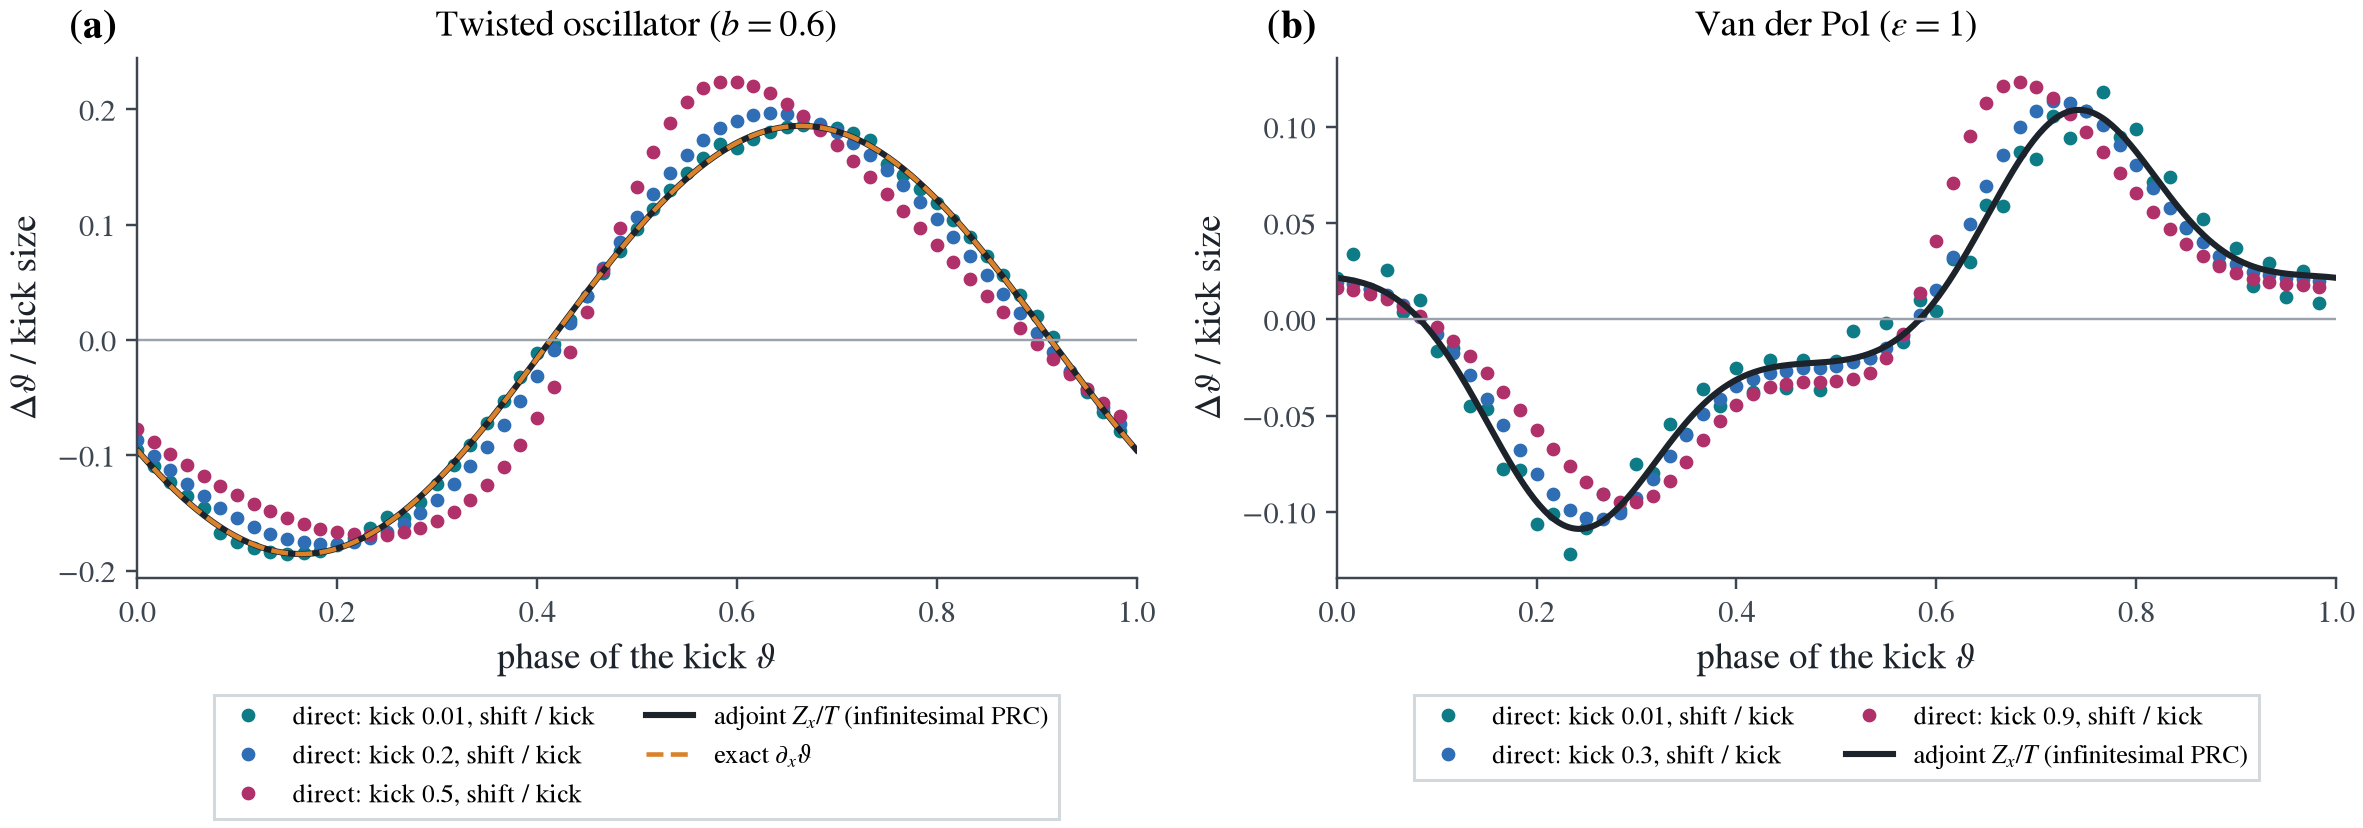 (a)
Twisted oscillator (b = 0.6)
Δϑ / kick size
0.2
0.1
0.0
−0.1
−0.2
0.0 0.2 0.4 0.6 0.8 1.0
phase of the kick ϑ
direct: kick 0.01, shift / kick
direct: kick 0.2, shift / kick
direct: kick 0.5, shift / kick
adjoint Zₓ/T (infinitesimal PRC)
exact ∂ₓϑ
(b)
Van der Pol (ε = 1)
Δϑ / kick size
0.10
0.05
0.00
−0.05
−0.10
0.0 0.2 0.4 0.6 0.8 1.0
phase of the kick ϑ
direct: kick 0.01, shift / kick
direct: kick 0.3, shift / kick
direct: kick 0.9, shift / kick
adjoint Zₓ/T (infinitesimal PRC)